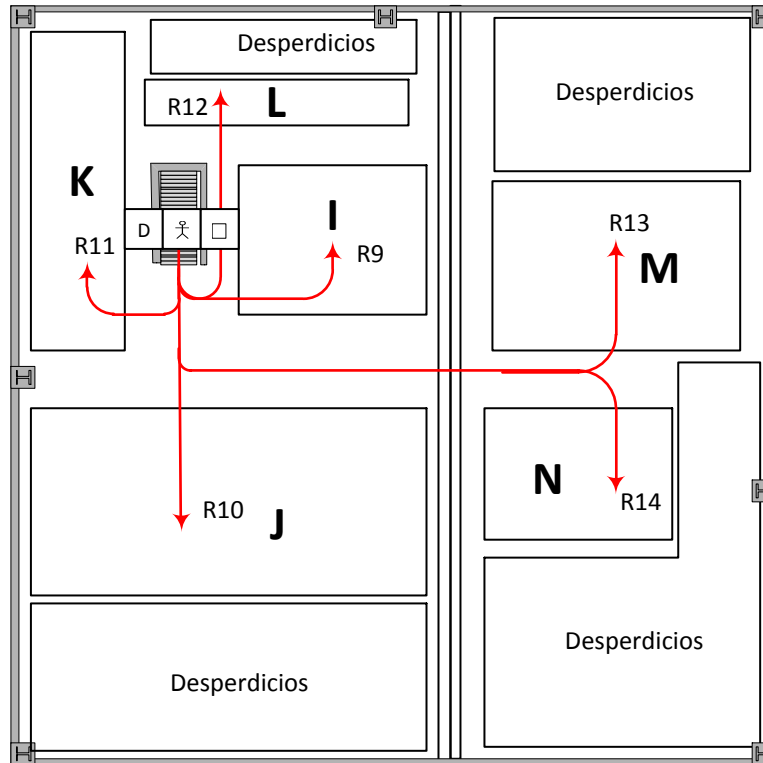 Desperdicios
Desperdicios
R12
L
K
I
D
R11
R9
R13
M
N
R14
R10
J
Desperdicios
Desperdicios